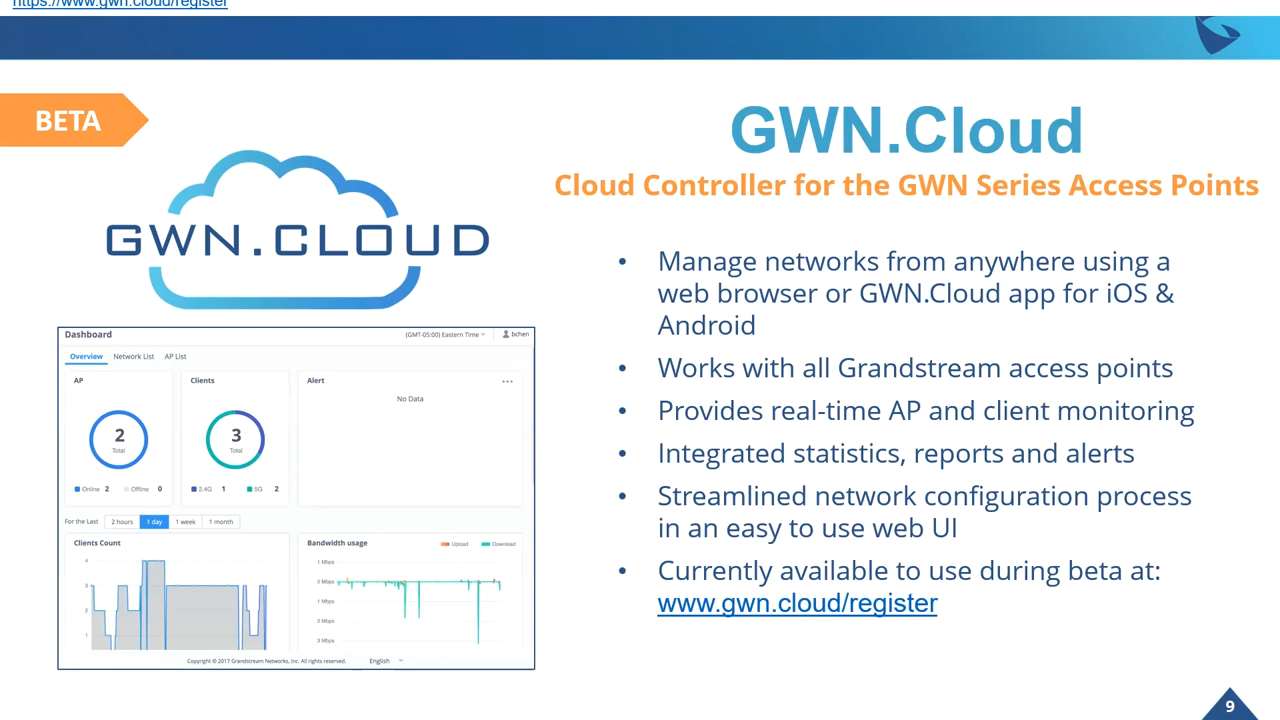 https://www.gwn.cloud/register
BETA
GWN.Cloud
Cloud Controller for the GWN Series Access Points
GWN.CLOUD
• Manage networks from anywhere using a
web browser or GWN.Cloud app for iOS &
Android
• Works with all Grandstream access points
• Provides real-time AP and client monitoring
• Integrated statistics, reports and alerts
• Streamlined network configuration process
in an easy to use web UI
• Currently available to use during beta at:
www.gwn.cloud/register
Dashboard (GMT-05:00) Eastern Time bchen
Overview Network List AP List
AP Clients Alert
No Data
2 3
Total Total
Online 2 Offline 0 2.4G 1 5G 2
For the Last 2 hours 1 day 1 week 1 month
Clients Count Bandwidth usage Upload Download
4
3
2
1
1 Mbps
0 Mbps
1 Mbps
2 Mbps
3 Mbps
Copyright © 2017 Grandstream Networks, Inc. All rights reserved. English
9